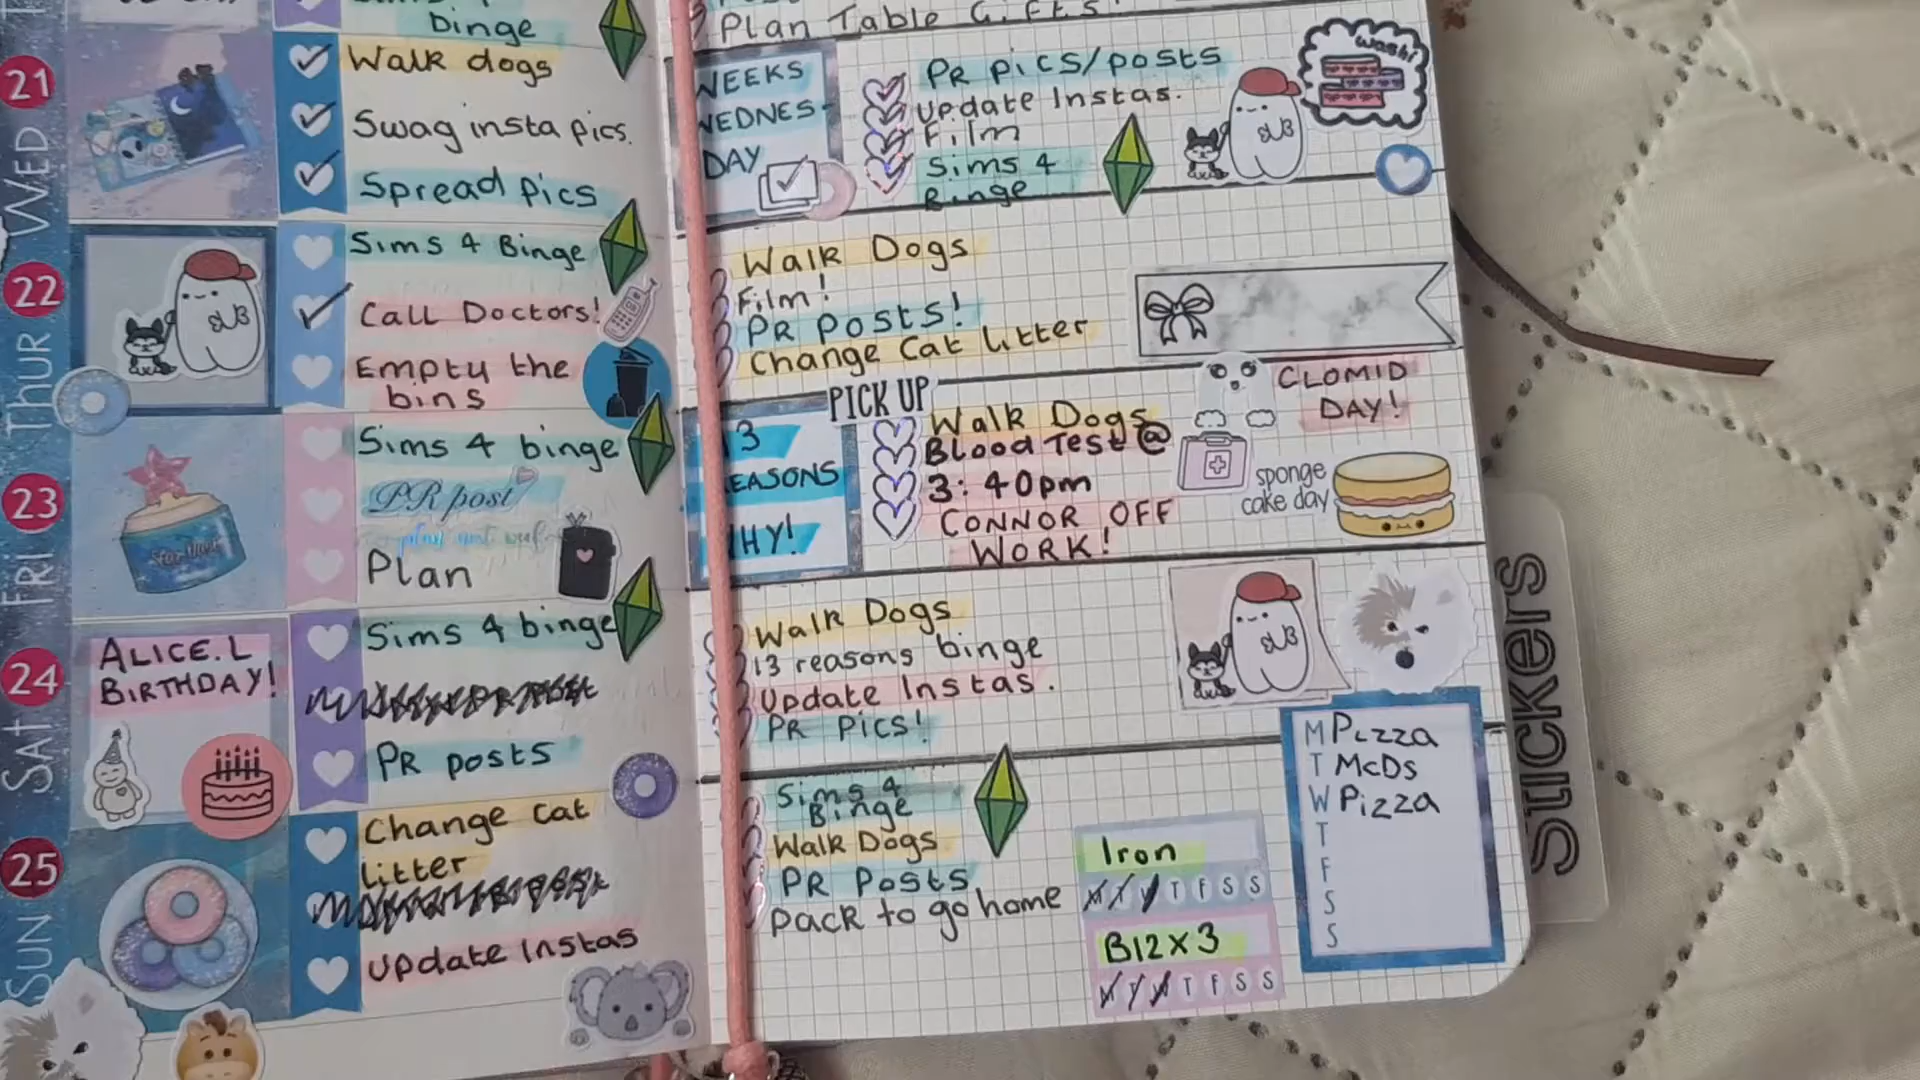 binge
21
WED
Walk dogs
Swag insta pics.
Spread pics
22
Thur
Sims 4 Binge
Call Doctors!
Empty the
bins
23
FRI
Sims 4 binge
PR post
Plan
24
Sat
ALICE.L
BIRTHDAY!
Sims 4 binge
PR posts
25
SUN
Change cat
litter
update Instas
Plan Table Gifts!
WEEKS
WEDNES-
DAY
PR pics/posts
update Instas.
Film
Sims 4
Binge
washi
Walk Dogs
Film!
PR posts!
Change Cat litter
PICK UP
13
REASONS
WHY!
Walk Dogs
Blood Test @
3:40pm
CONNOR OFF
WORK!
CLOMID
DAY!
sponge
cake day
Walk Dogs
13 reasons binge
update Instas.
PR Pics!
Sims 4
Binge
Walk Dogs
PR Posts
pack to go home
Iron
M T W T F S S
B12 x 3
M T W T F S S
M Pizza
T McDs
W Pizza
T
F
S
S
Stickers